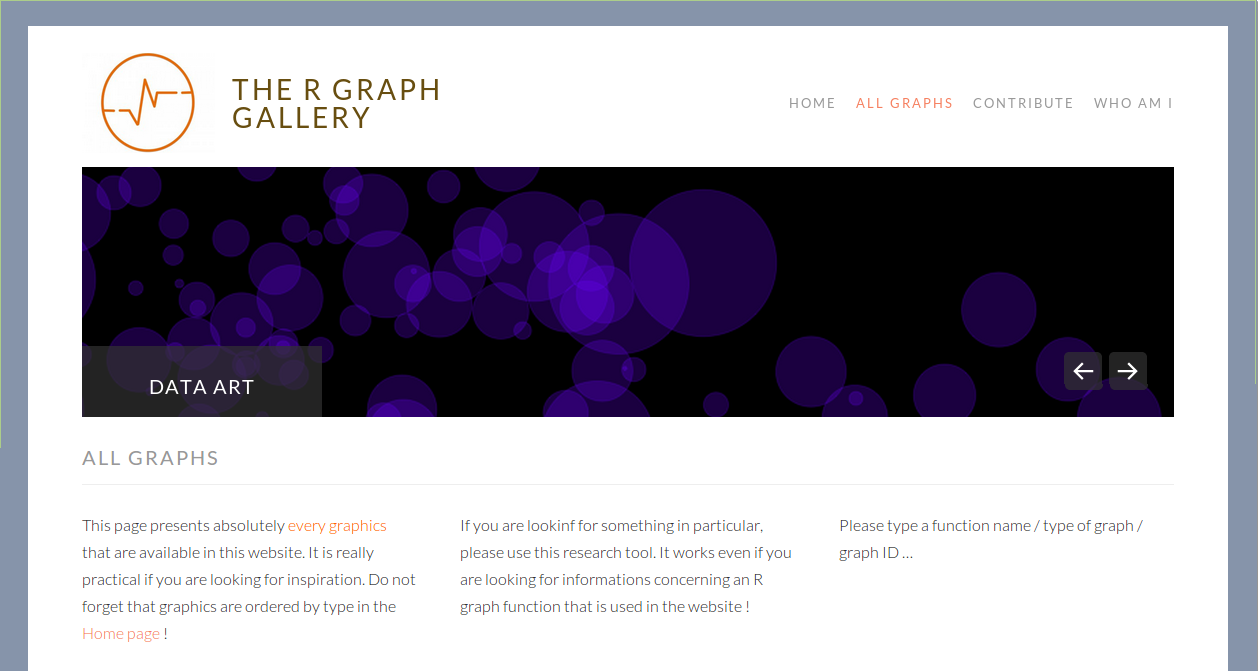 THE R GRAPH
GALLERY
HOME ALL GRAPHS CONTRIBUTE WHO AM I
DATA ART
ALL GRAPHS
This page presents absolutely every graphics
that are available in this website. It is really
practical if you are looking for inspiration. Do not
forget that graphics are ordered by type in the
Home page !
If you are lookinf for something in particular,
please use this research tool. It works even if you
are looking for informations concerning an R
graph function that is used in the website !
Please type a function name / type of graph /
graph ID ...